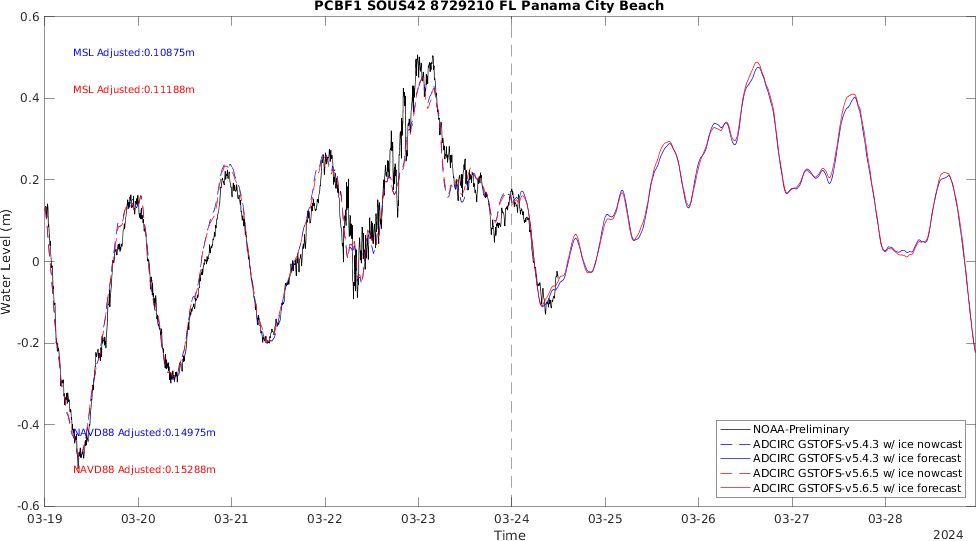 PCBF1 SOUS42 8729210 FL Panama City Beach
0.6
MSL Adjusted:0.10875m
MSL Adjusted:0.11188m
0.4
0.2
Water Level (m)
0
-0.2
-0.4
NAVD88 Adjusted:0.14975m
NAVD88 Adjusted:0.15288m
-0.6
NOAA-Preliminary
ADCIRC GSTOFS-v5.4.3 w/ ice nowcast
ADCIRC GSTOFS-v5.4.3 w/ ice forecast
ADCIRC GSTOFS-v5.6.5 w/ ice nowcast
ADCIRC GSTOFS-v5.6.5 w/ ice forecast
03-19 03-20 03-21 03-22 03-23 03-24 03-25 03-26 03-27 03-28
Time
2024